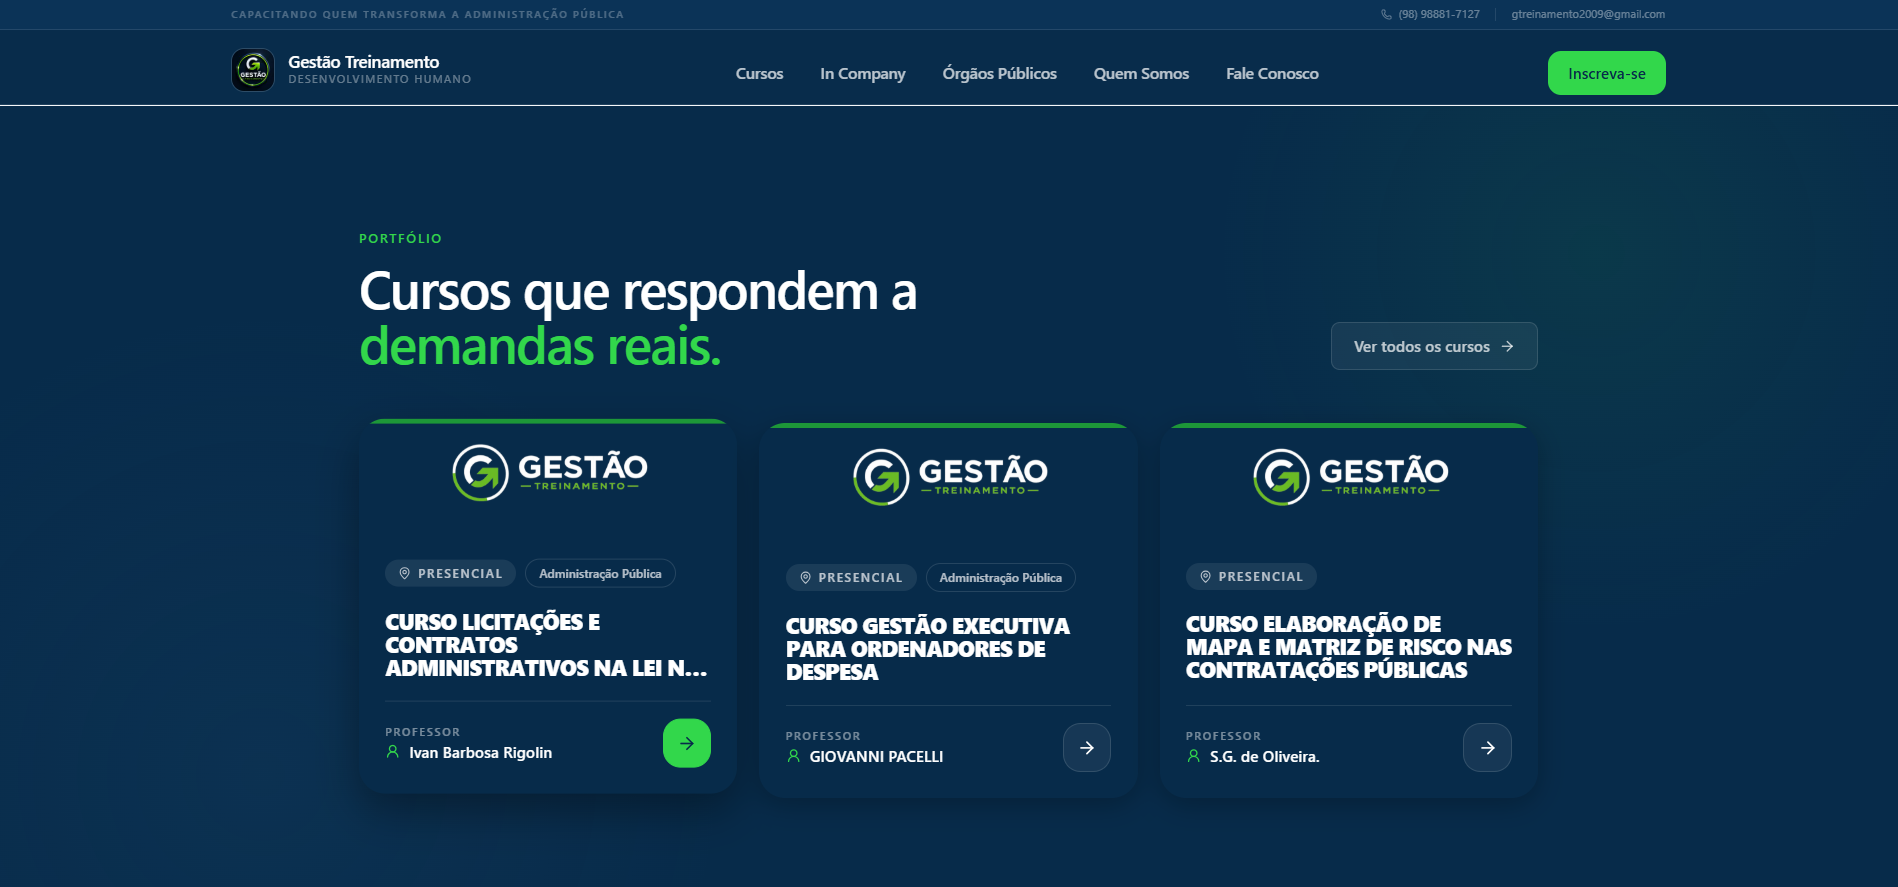 CAPACITANDO QUEM TRANSFORMA A ADMINISTRAÇÃO PÚBLICA
(98) 98881-7127
gtreinamento2009@gmail.com
GESTÃO
Gestão Treinamento
DESENVOLVIMENTO HUMANO
Cursos
In Company
Órgãos Públicos
Quem Somos
Fale Conosco
Inscreva-se
PORTFÓLIO
Cursos que respondem a
demandas reais.
Ver todos os cursos
GESTÃO
TREINAMENTO
PRESENCIAL
Administração Pública
CURSO LICITAÇÕES E
CONTRATOS
ADMINISTRATIVOS NA LEI N...
PROFESSOR
Ivan Barbosa Rigolin
GESTÃO
TREINAMENTO
PRESENCIAL
Administração Pública
CURSO GESTÃO EXECUTIVA
PARA ORDENADORES DE
DESPESA
PROFESSOR
GIOVANNI PACELLI
GESTÃO
TREINAMENTO
PRESENCIAL
CURSO ELABORAÇÃO DE
MAPA E MATRIZ DE RISCO NAS
CONTRATAÇÕES PÚBLICAS
PROFESSOR
S.G. de Oliveira.